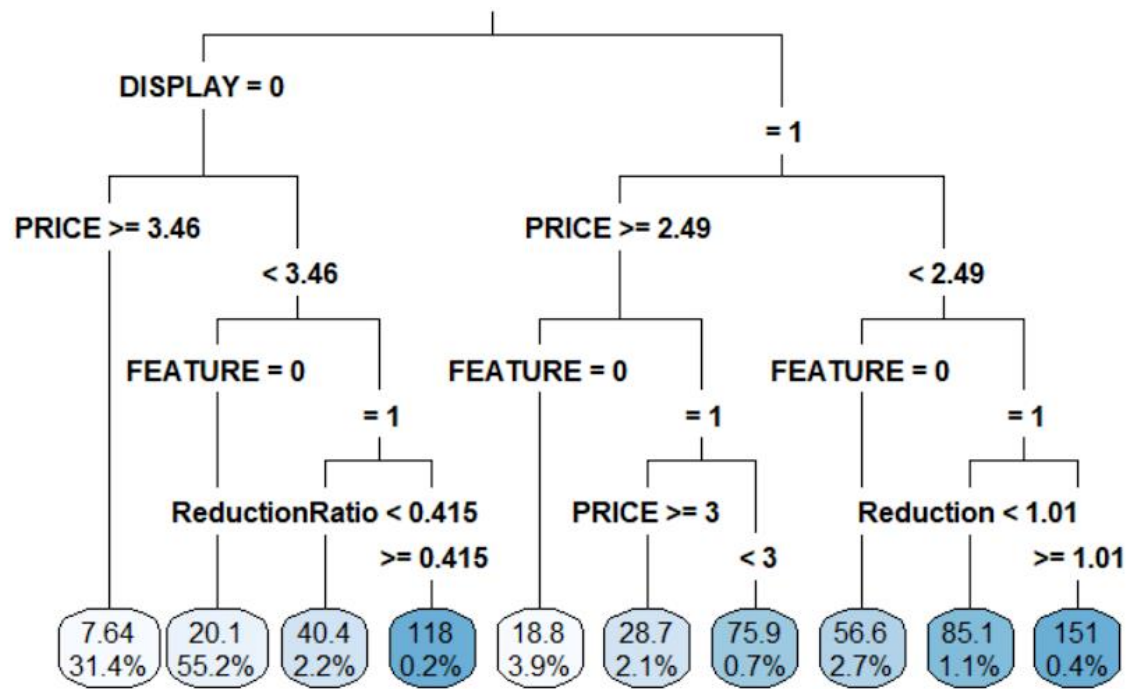 DISPLAY = 0
= 1
PRICE >= 3.46
PRICE >= 2.49
< 3.46
< 2.49
FEATURE = 0
FEATURE = 0
FEATURE = 0
= 1
= 1
= 1
ReductionRatio < 0.415
PRICE >= 3
Reduction < 1.01
>= 0.415
< 3
>= 1.01
7.64 20.1 40.4 118 18.8 28.7 75.9 56.6 85.1 151
31.4% 55.2% 2.2% 0.2% 3.9% 2.1% 0.7% 2.7% 1.1% 0.4%